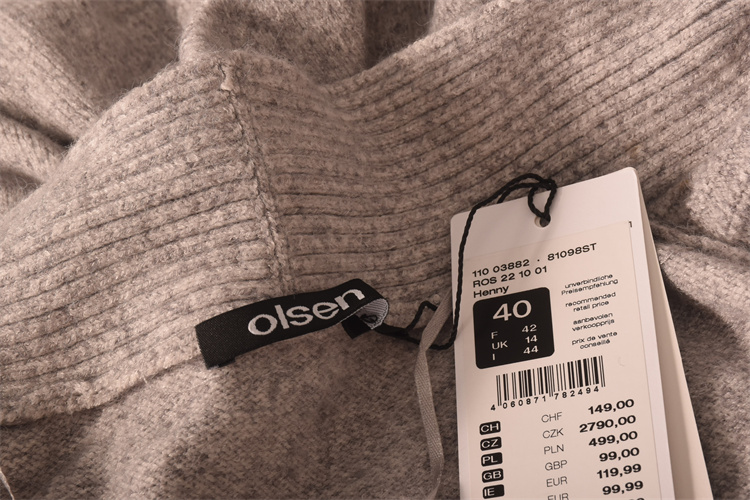 olsen
110 03882 . 81098ST
ROS 22 10 01
Henny
40
F 42
UK 14
I 44
unverbindliche
Preisempfehlung
recommended
retail price
aanbevolen
verkoopprijs
prix de vente
conseillé
4 060871 782494
CH CHF 149,00
CZ CZK 2790,00
PL PLN 499,00
GB GBP 99,00
IE EUR 119,99
EUR 99,99